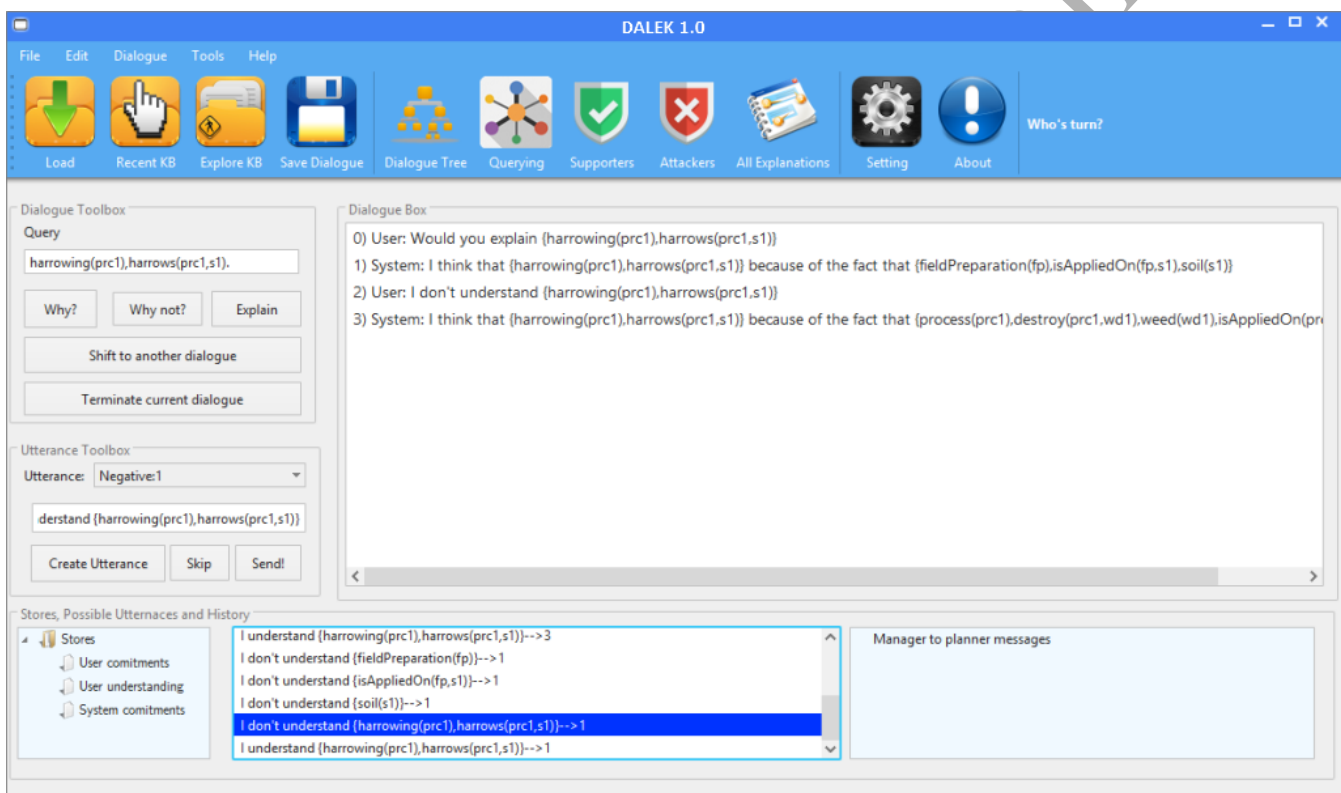 DALEK 1.0
File Edit Dialogue Tools Help
Load Recent KB Explore KB Save Dialogue Dialogue Tree Querying Supporters Attackers All Explanations Setting About Who's turn?
Dialogue Toolbox
Query
harrowing(prc1),harrows(prc1,s1).
Why? Why not? Explain
Shift to another dialogue
Terminate current dialogue
Utterance Toolbox
Utterance: Negative:1
derstand {harrowing(prc1),harrows(prc1,s1)}
Create Utterance Skip Send!
Dialogue Box
0) User: Would you explain {harrowing(prc1),harrows(prc1,s1)}
1) System: I think that {harrowing(prc1),harrows(prc1,s1)} because of the fact that {fieldPreparation(fp),isAppliedOn(fp,s1),soil(s1)}
2) User: I don't understand {harrowing(prc1),harrows(prc1,s1)}
3) System: I think that {harrowing(prc1),harrows(prc1,s1)} because of the fact that {process(prc1),destroy(prc1,wd1),weed(wd1),isAppliedOn(pr
Stores, Possible Utternaces and History
Stores
User comitments
User understanding
System comitments
I understand {harrowing(prc1),harrows(prc1,s1)}-->3
I don't understand {fieldPreparation(fp)}-->1
I don't understand {isAppliedOn(fp,s1)}-->1
I don't understand {soil(s1)}-->1
I don't understand {harrowing(prc1),harrows(prc1,s1)}-->1
I understand {harrowing(prc1),harrows(prc1,s1)}-->1
Manager to planner messages